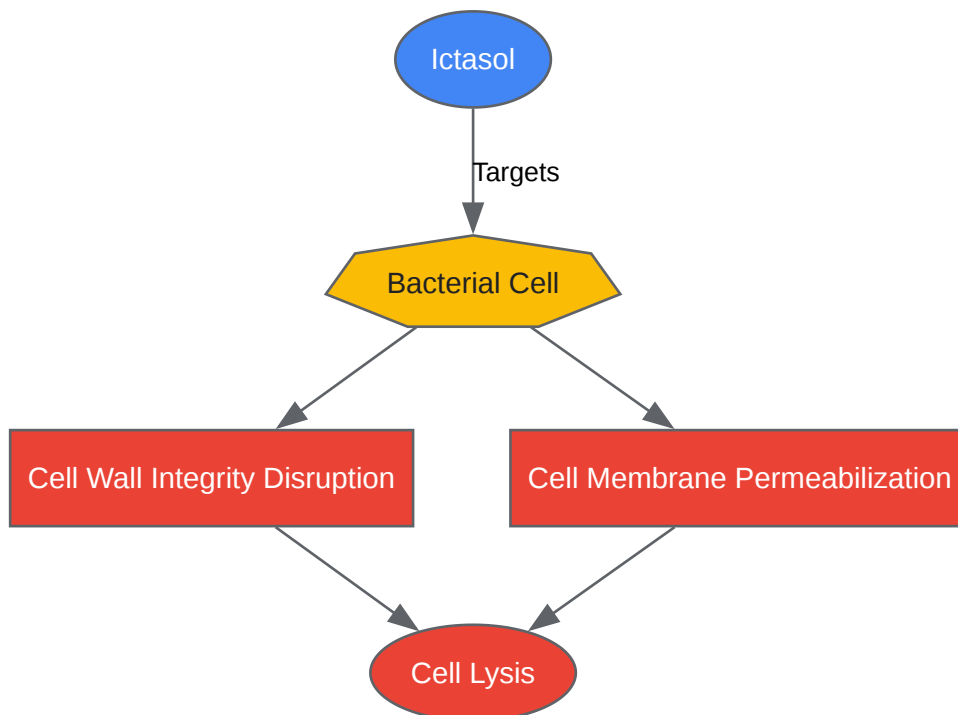 Ictasol
Targets
Bacterial Cell
Cell Wall Integrity Disruption
Cell Membrane Permeabilization
Cell Lysis